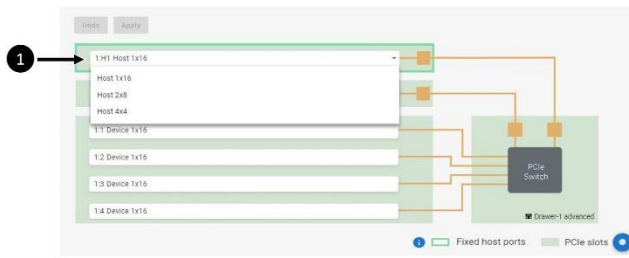 Undo Apply
1
1:H1 Host 1x16
Host 1x16
Host 2x8
Host 4x4
1:1 Device 1x16
1:2 Device 1x16
1:3 Device 1x16
1:4 Device 1x16
PCIe
Switch
Drawer-1 advanced
Fixed host ports PCIe slots